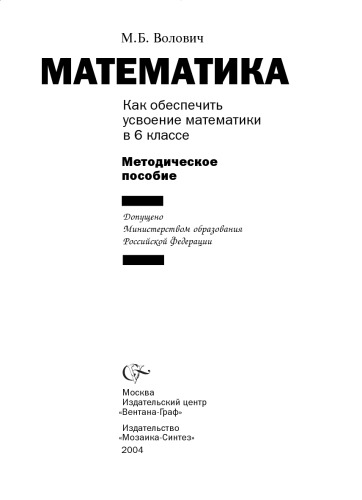 М.Б. Волович
МАТЕМАТИКА
Как обеспечить
усвоение математики
в 6 классе
Методическое
пособие
Допущено
Министерством образования
Российской Федерации
Москва
Издательский центр
«Вентана-Граф»
Издательство
«Мозаика-Синтез»
2004